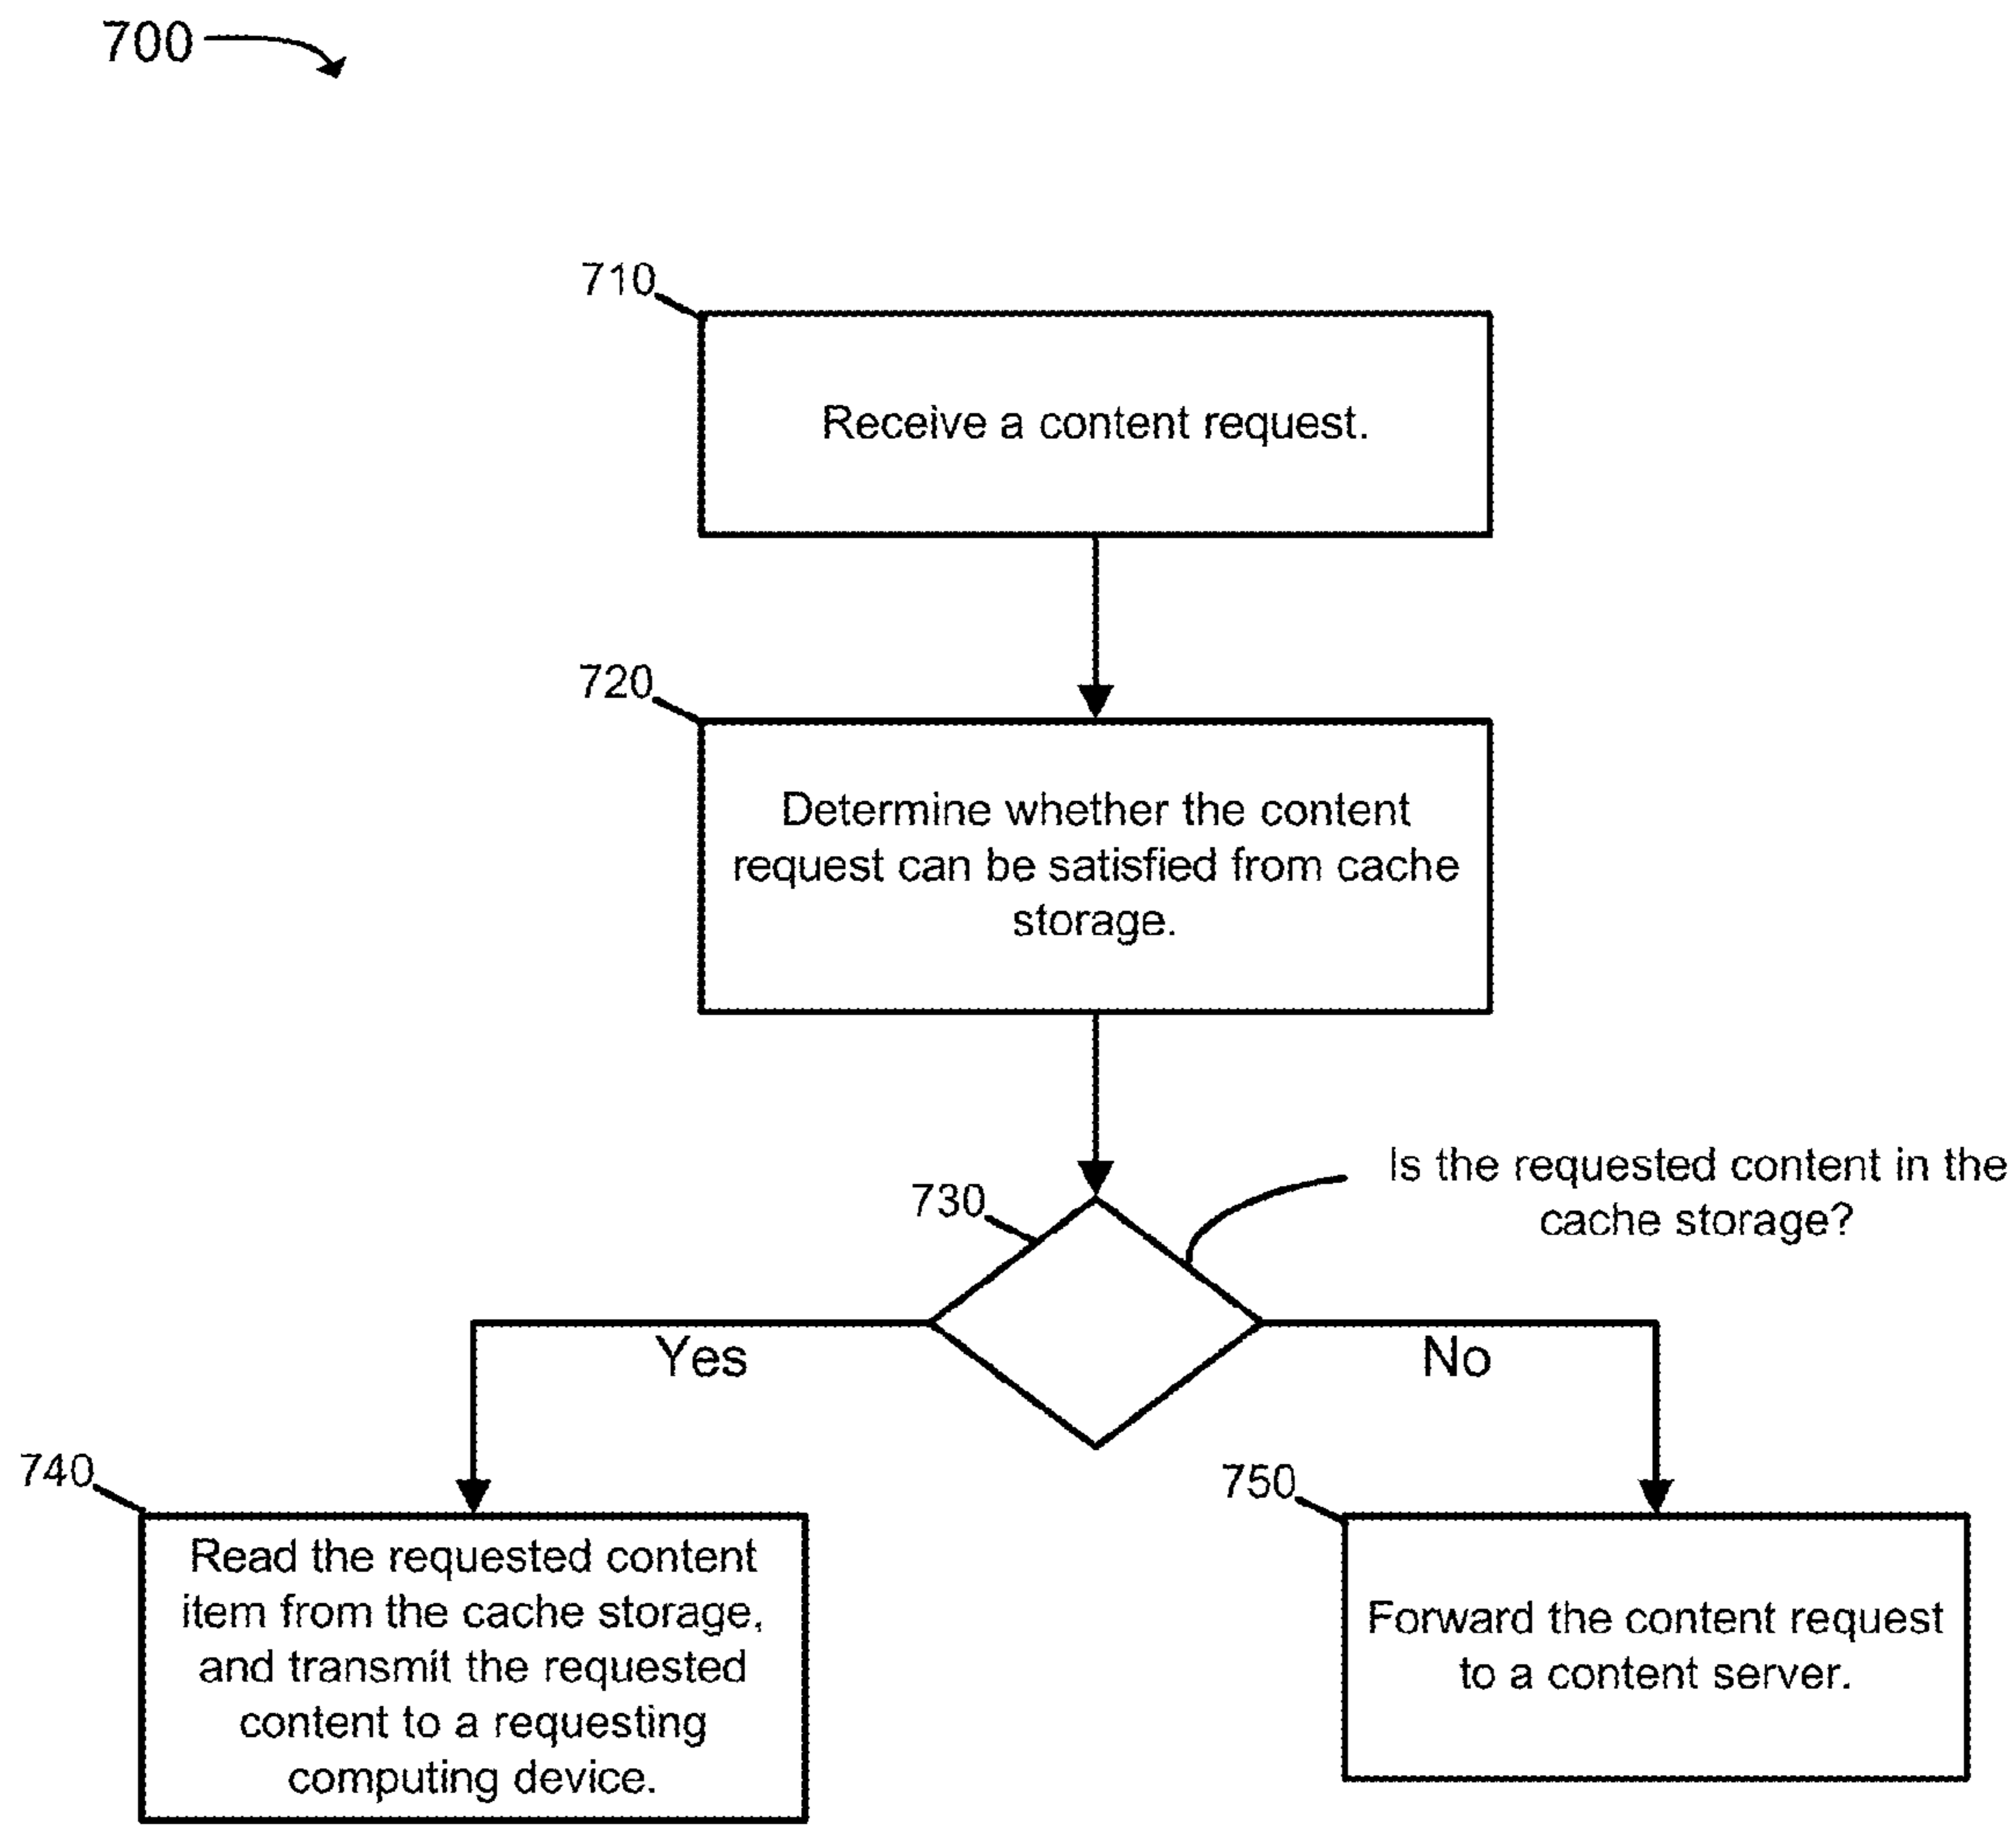 700
710
Receive a content request.
720
Determine whether the content
request can be satisfied from cache
storage.
730
Is the requested content in the
cache storage?
Yes
No
740
Read the requested content
item from the cache storage,
and transmit the requested
content to a requesting
computing device.
750
Forward the content request
to a content server.